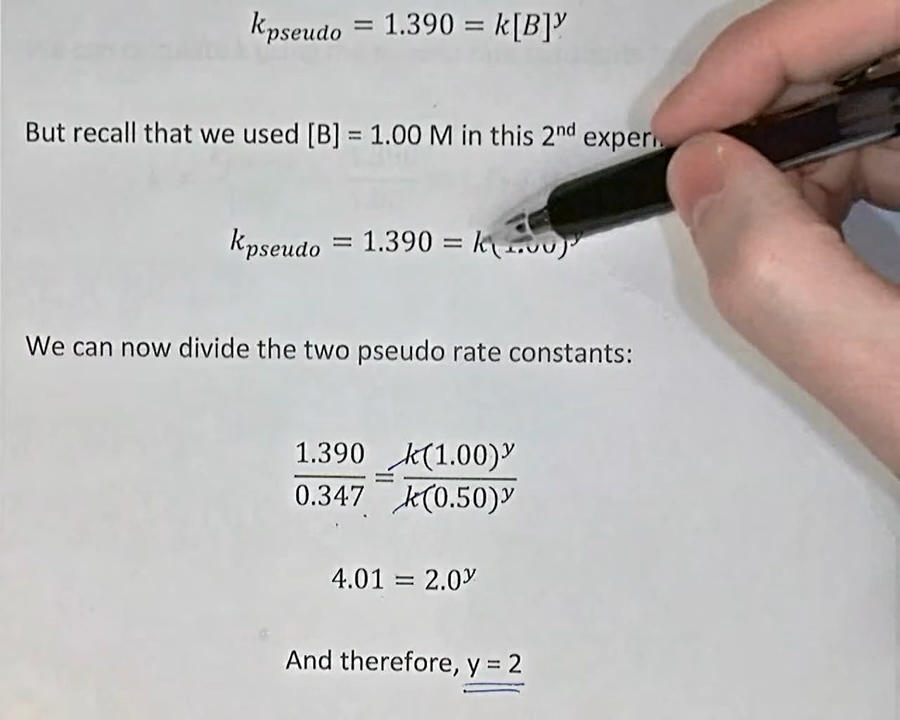 k_pseudo = 1.390 = k[B]^y
But recall that we used [B] = 1.00 M in this 2nd
k_pseudo = 1.390 = k(1.00)^y
We can now divide the two pseudo rate constants:
1.390 / 0.347 = k(1.00)^y / k(0.50)^y
4.01 = 2.0^y
And therefore, y = 2